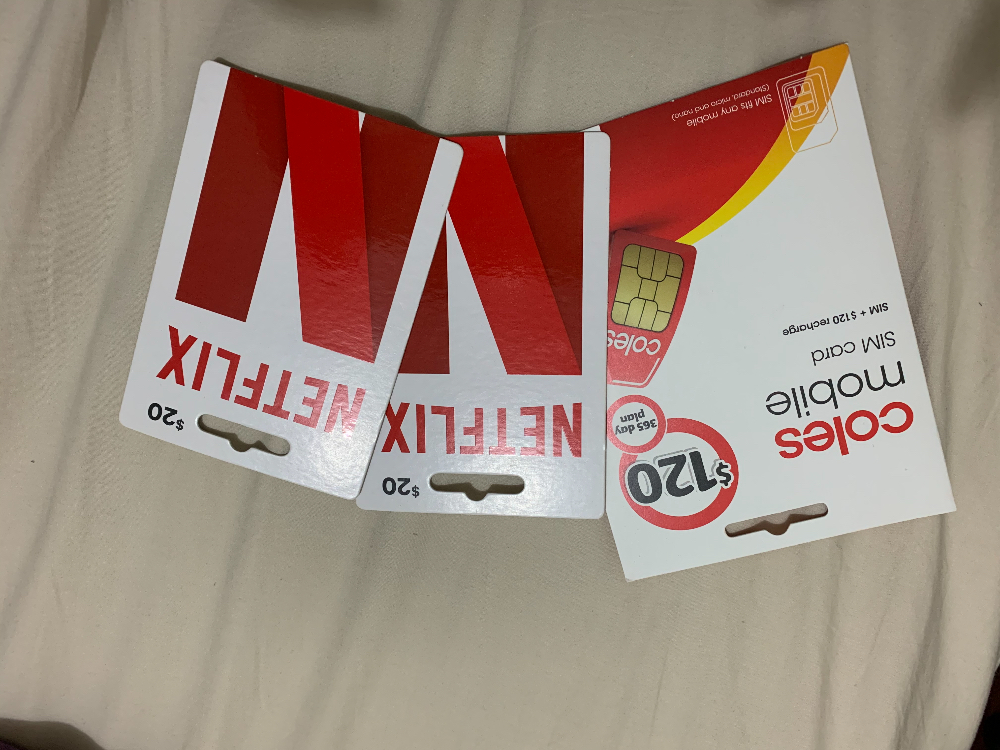 NETFLIX
$20
NETFLIX
$20
coles
mobile
SIM card
SIM + $120 recharge
$120
365 day
plan
coles
SIM fits any mobile
(Standard, micro and nano)